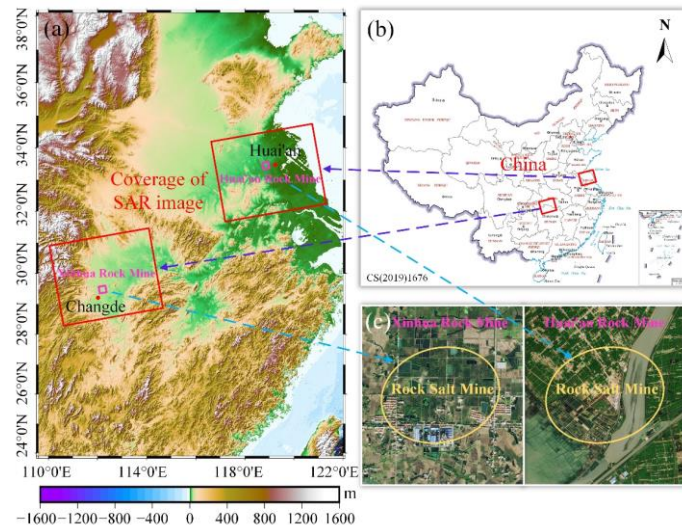 (a)
38°0'N
36°0'N
34°0'N
32°0'N
30°0'N
28°0'N
26°0'N
24°0'N
Huai'an
Huai'an Rock Mine
Coverage of
SAR image
Xinhua Rock Mine
Changde
110°0'E
114°0'E
118°0'E
122°0'E
m
−1600
−1200
−800
−400
0
400
800
1200
1600
(b)
N
China
CS(2019)1676
(c)
Xinhua Rock Mine
Huai'an Rock Mine
Rock Salt Mine
Rock Salt Mine